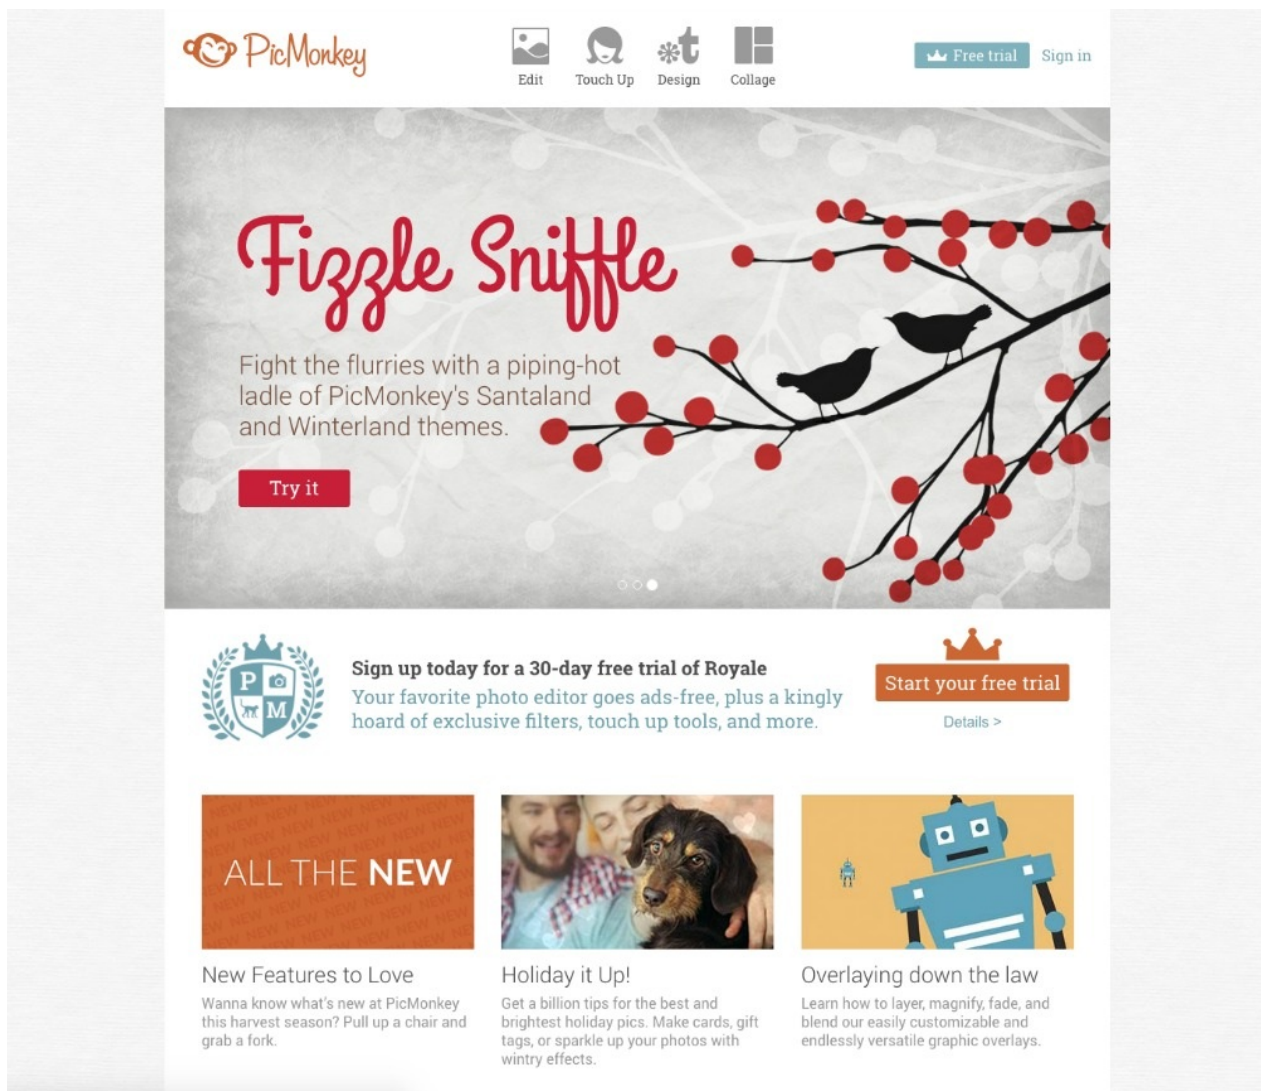 PicMonkey
Edit
Touch Up
Design
Collage
Free trial
Sign in
Fizzle Sniffle
Fight the flurries with a piping-hot
ladle of PicMonkey's Santaland
and Winterland themes.
Try it
P
M
Sign up today for a 30-day free trial of Royale
Your favorite photo editor goes ads-free, plus a kingly
hoard of exclusive filters, touch up tools, and more.
Start your free trial
Details >
ALL THE NEW
New Features to Love
Wanna know what's new at PicMonkey
this harvest season? Pull up a chair and
grab a fork.
Holiday it Up!
Get a billion tips for the best and
brightest holiday pics. Make cards, gift
tags, or sparkle up your photos with
wintry effects.
Overlaying down the law
Learn how to layer, magnify, fade, and
blend our easily customizable and
endlessly versatile graphic overlays.